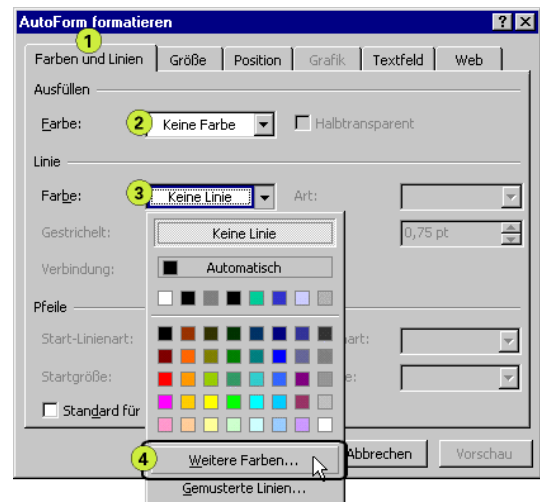 AutoForm formatieren
1
Farben und Linien Größe Position Grafik Textfeld Web
Ausfüllen
Farbe: 2 Keine Farbe Halbtransparent
Linie
Farbe: 3 Keine Linie Art:
Gestrichelt: Keine Linie 0,75 pt
Verbindung: Automatisch
Pfeile
Start-Linienart: art:
Startgröße: e:
Standard für
4 Weitere Farben... Abbrechen Vorschau
Gemusterte Linien...